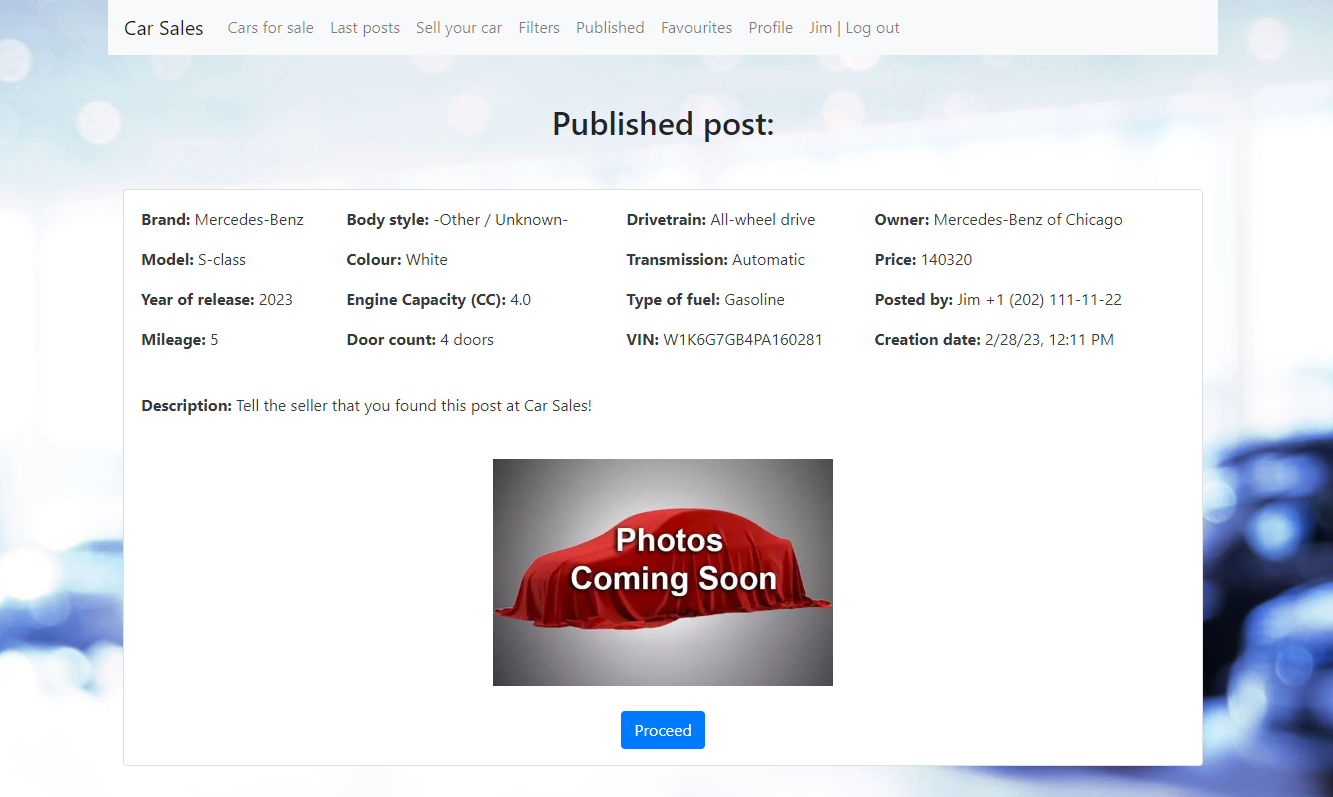 Car Sales Cars for sale Last posts Sell your car Filters Published Favourites Profile Jim | Log out
Published post:
Brand: Mercedes-Benz Body style: -Other / Unknown- Drivetrain: All-wheel drive Owner: Mercedes-Benz of Chicago
Model: S-class Colour: White Transmission: Automatic Price: 140320
Year of release: 2023 Engine Capacity (CC): 4.0 Type of fuel: Gasoline Posted by: Jim +1 (202) 111-11-22
Mileage: 5 Door count: 4 doors VIN: W1K6G7GB4PA160281 Creation date: 2/28/23, 12:11 PM
Description: Tell the seller that you found this post at Car Sales!
Photos
Coming Soon
Proceed